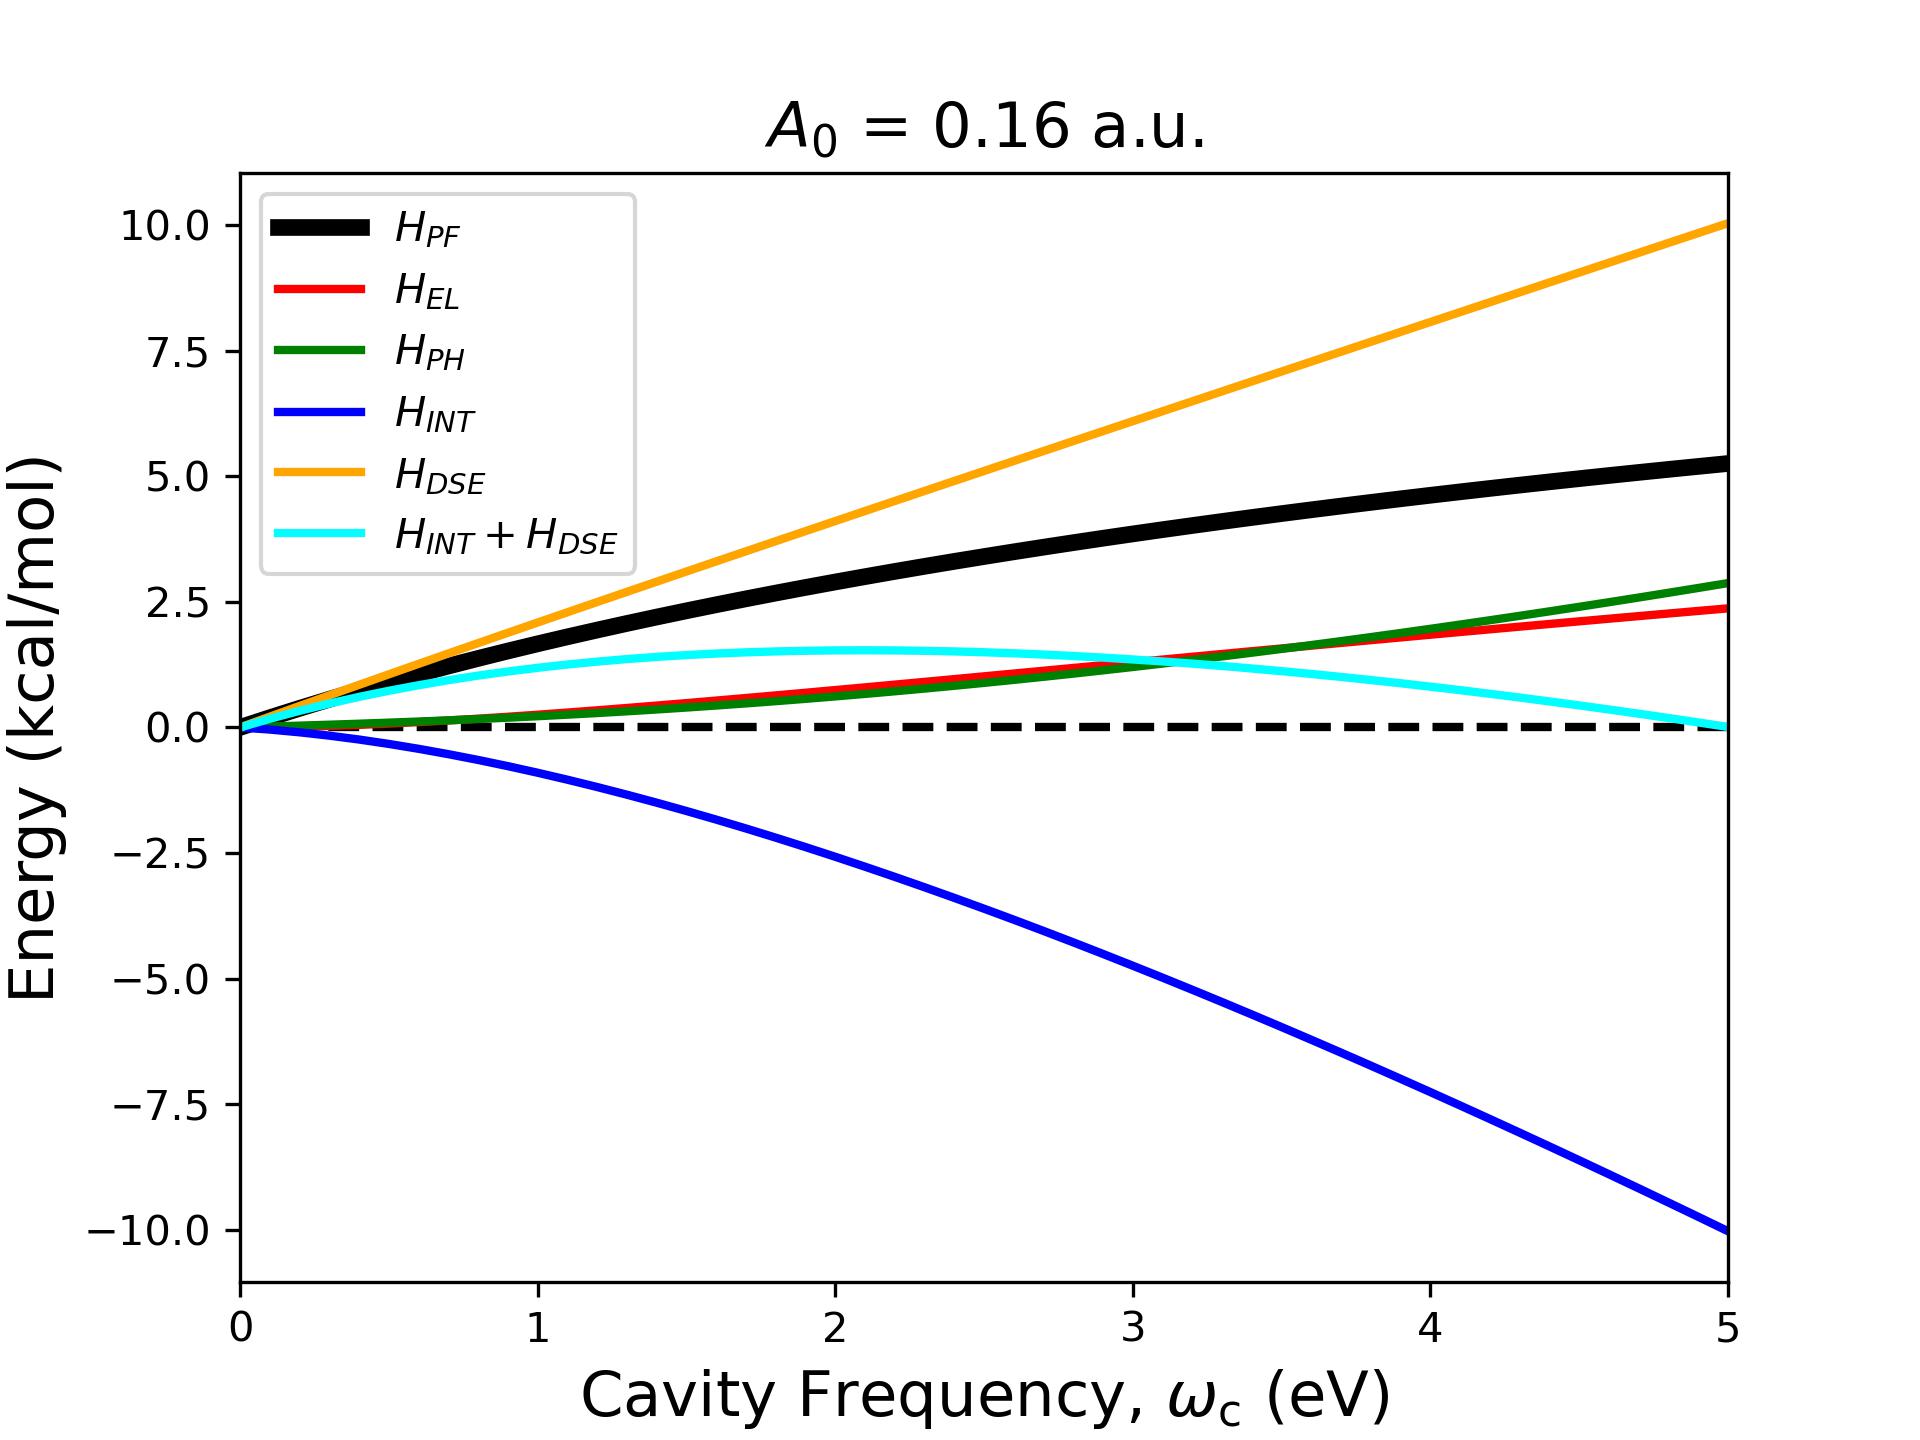 A0 = 0.16 a.u.
HPF
HEL
HPH
HINT
HDSE
HINT + HDSE
Energy (kcal/mol)
10.0
7.5
5.0
2.5
0.0
−2.5
−5.0
−7.5
−10.0
0 1 2 3 4 5
Cavity Frequency, ωc (eV)